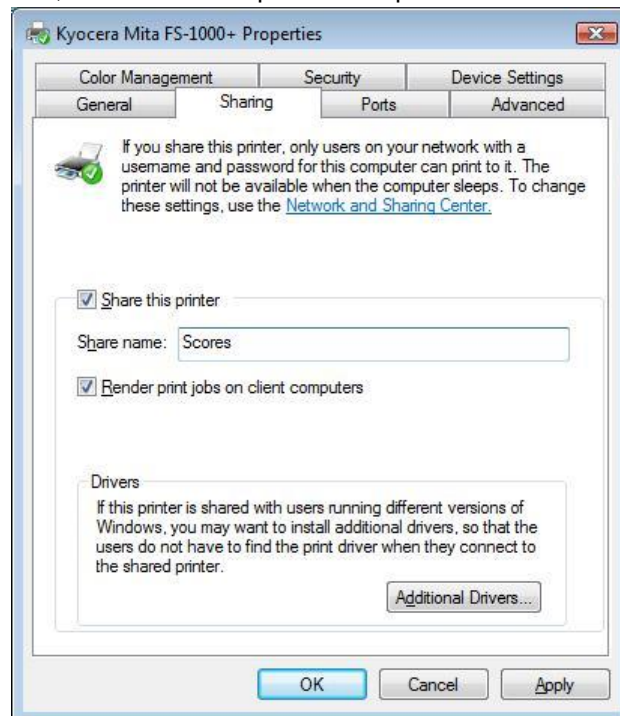 Kyocera Mita FS-1000+ Properties
Color Management Security Device Settings
General Sharing Ports Advanced
If you share this printer, only users on your network with a
username and password for this computer can print to it. The
printer will not be available when the computer sleeps. To change
these settings, use the Network and Sharing Center.
Share this printer
Share name: Scores
Render print jobs on client computers
Drivers
If this printer is shared with users running different versions of
Windows, you may want to install additional drivers, so that the
users do not have to find the print driver when they connect to
the shared printer.
Additional Drivers...
OK Cancel Apply